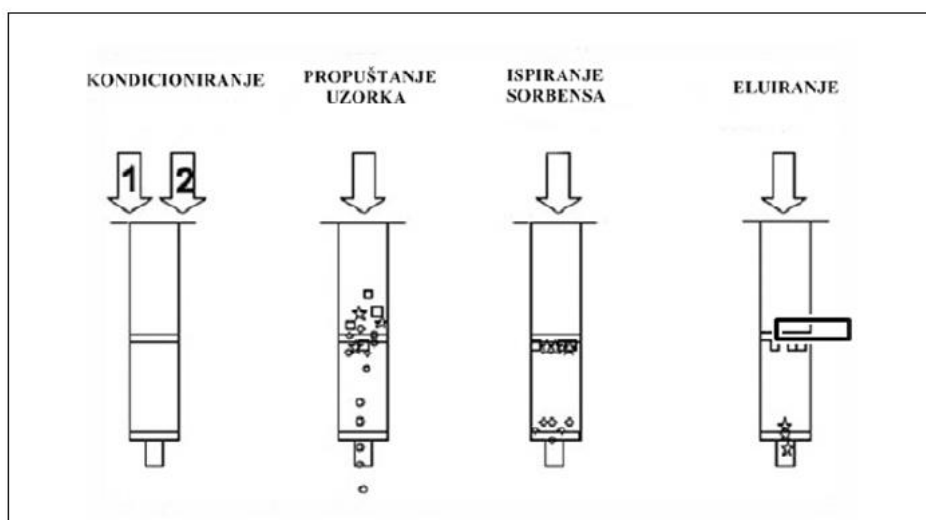 KONDICIONIRANJE
PROPUŠTANJE
UZORKA
ISPIRANJE
SORBENSA
ELUIRANJE
1
2